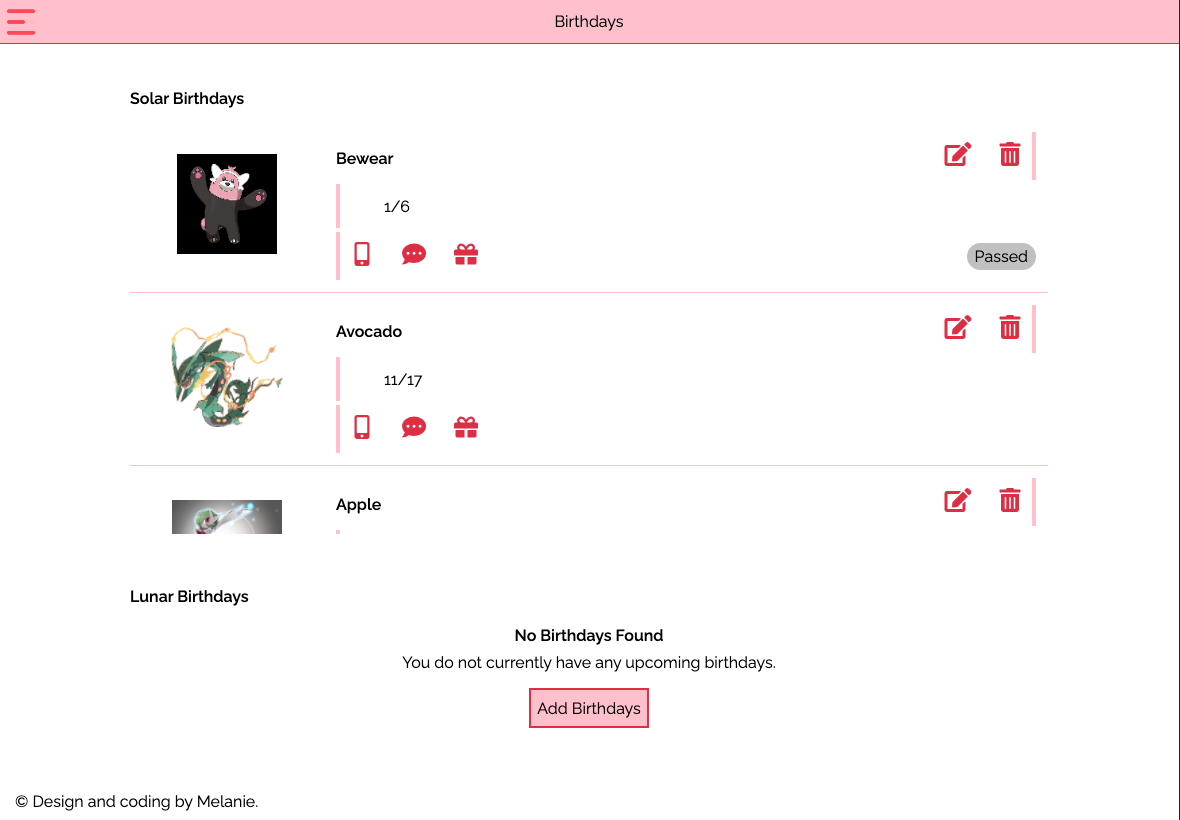 Birthdays
Solar Birthdays
Bewear
1/6
Passed
Avocado
11/17
Apple
Lunar Birthdays
No Birthdays Found
You do not currently have any upcoming birthdays.
Add Birthdays
© Design and coding by Melanie.